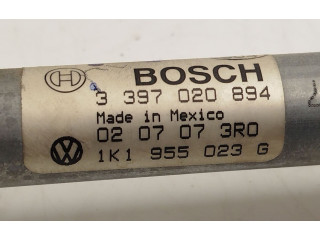 BOSCH
3 397 020 894
Made in Mexico
02 07 07 3R0
1K1 955 023 G